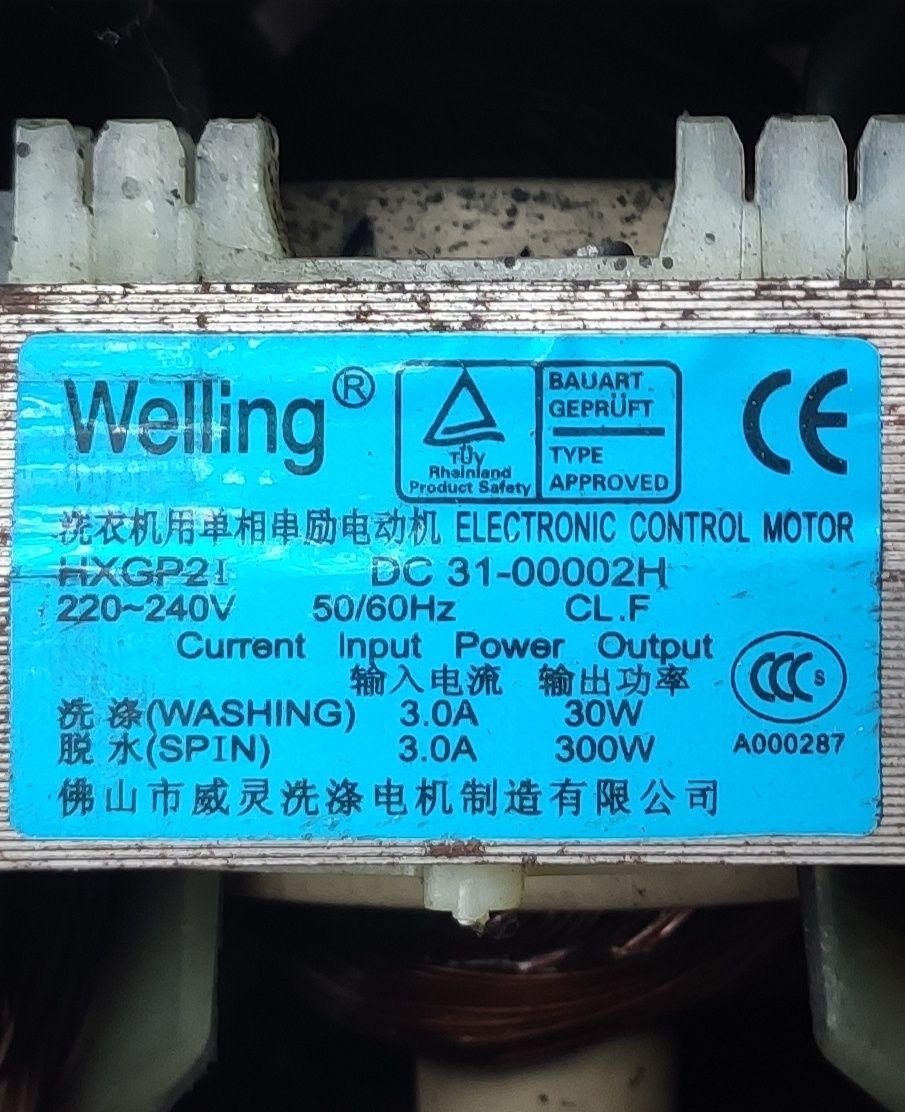 Welling®
TÜV
Rheinland
Product Safety
BAUART
GEPRÜFT
TYPE
APPROVED
CE
洗衣机用单相串励电动机 ELECTRONIC CONTROL MOTOR
HXGP2I DC 31-00002H
220~240V 50/60Hz CL.F
Current Input Power Output
输入电流 输出功率
洗涤(WASHING) 3.0A 30W
脱水(SPIN) 3.0A 300W
CCC S
A000287
佛山市威灵洗涤电机制造有限公司